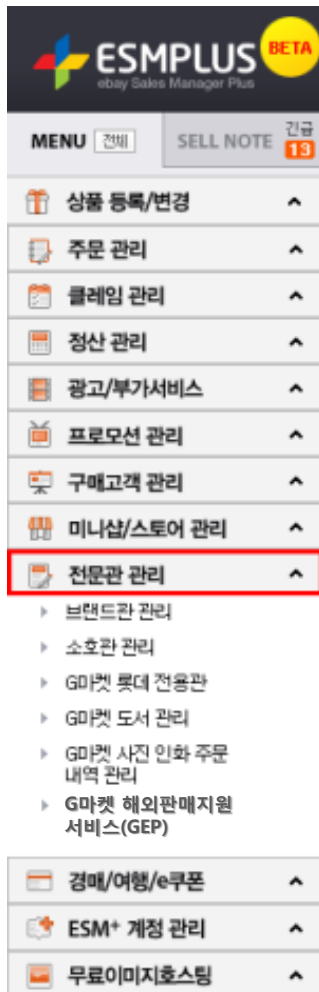 ESMPLUS BETA
ebay Sales Manager Plus
MENU 전체 SELL NOTE 긴급 13
상품 등록/변경
주문 관리
클레임 관리
정산 관리
광고/부가서비스
프로모션 관리
구매고객 관리
미니샵/스토어 관리
전문관 관리
브랜드관 관리
소호관 관리
G마켓 롯데 전용관
G마켓 도서 관리
G마켓 사진 인화 주문
내역 관리
G마켓 해외판매지원
서비스(GEP)
경매/여행/e쿠폰
ESM+ 계정 관리
무료이미지호스팅